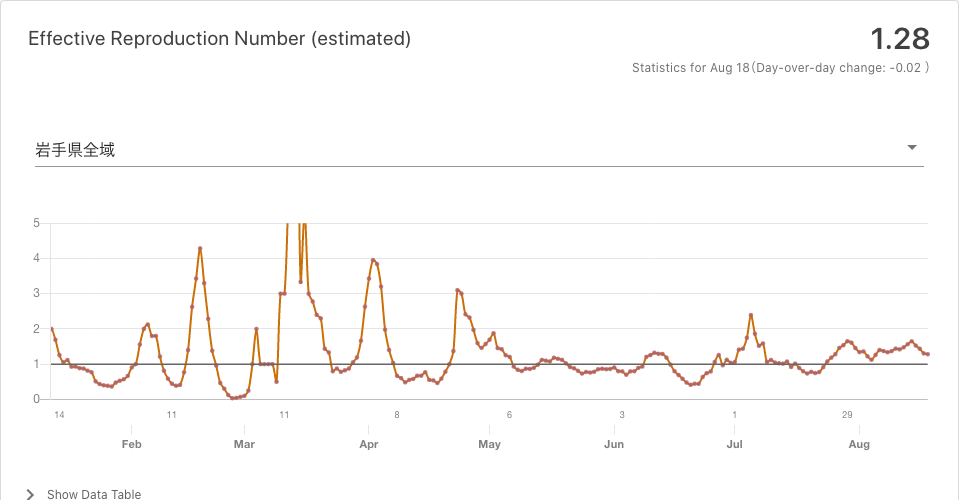 Effective Reproduction Number (estimated)
1.28
Statistics for Aug 18(Day-over-day change: -0.02 )
岩手県全域
5
4
3
2
1
0
14 11 11 8 6 3 1 29
Feb Mar Apr May Jun Jul Aug
Show Data Table